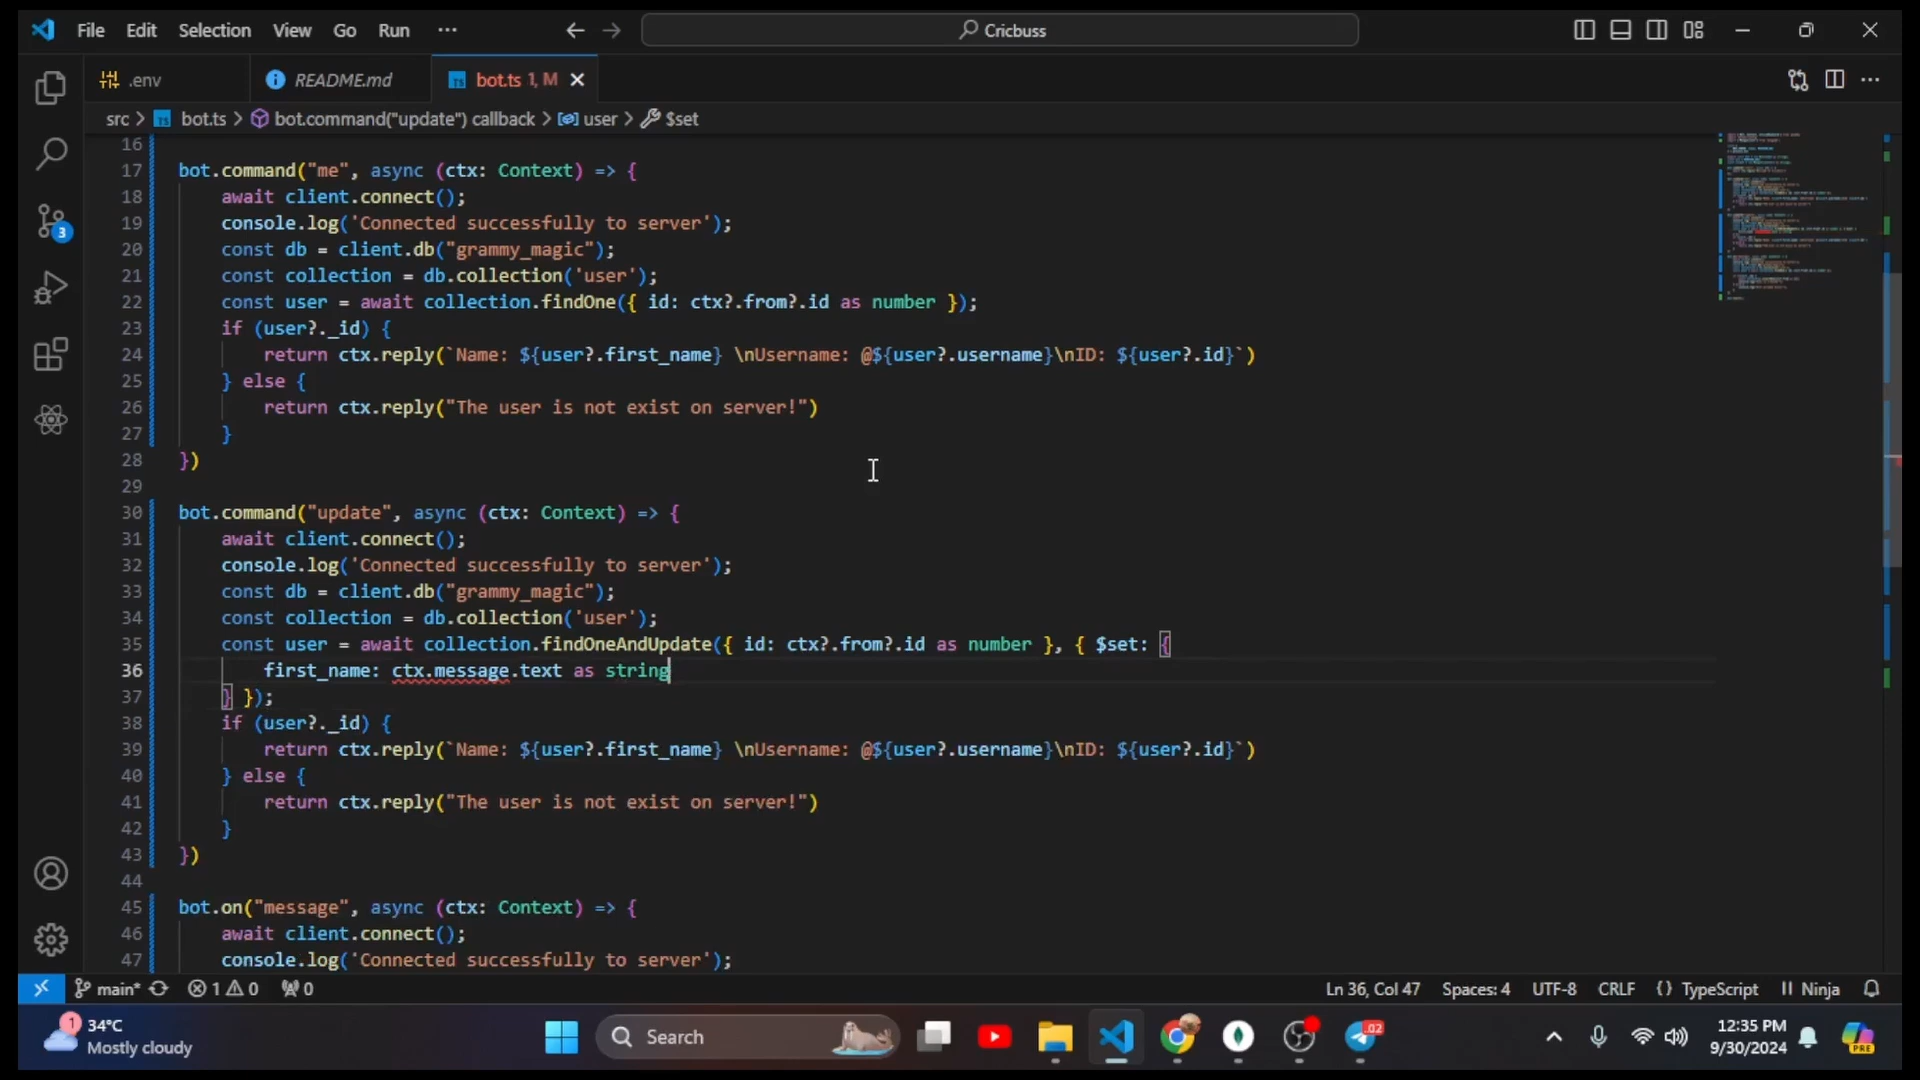 File Edit Selection View Go Run ··· Cricbuss
.env README.md bot.ts 1, M
src > bot.ts > bot.command("update") callback > user > $set
16
17 bot.command("me", async (ctx: Context) => {
18 await client.connect();
19 console.log('Connected successfully to server');
20 const db = client.db("grammy_magic");
21 const collection = db.collection('user');
22 const user = await collection.findOne({ id: ctx?.from?.id as number });
23 if (user?._id) {
24 return ctx.reply(`Name: ${user?.first_name} \nUsername: @${user?.username}\nID: ${user?.id}`)
25 } else {
26 return ctx.reply("The user is not exist on server!")
27 }
28 })
29
30 bot.command("update", async (ctx: Context) => {
31 await client.connect();
32 console.log('Connected successfully to server');
33 const db = client.db("grammy_magic");
34 const collection = db.collection('user');
35 const user = await collection.findOneAndUpdate({ id: ctx?.from?.id as number }, { $set: {
36 first_name: ctx.message.text as string
37 } });
38 if (user?._id) {
39 return ctx.reply(`Name: ${user?.first_name} \nUsername: @${user?.username}\nID: ${user?.id}`)
40 } else {
41 return ctx.reply("The user is not exist on server!")
42 }
43 })
44
45 bot.on("message", async (ctx: Context) => {
46 await client.connect();
47 console.log('Connected successfully to server');
3
main* 1 0 0 Ln 36, Col 47 Spaces: 4 UTF-8 CRLF {} TypeScript Ninja
1 34°C
Mostly cloudy
Search
.02
12:35 PM
9/30/2024
PRE